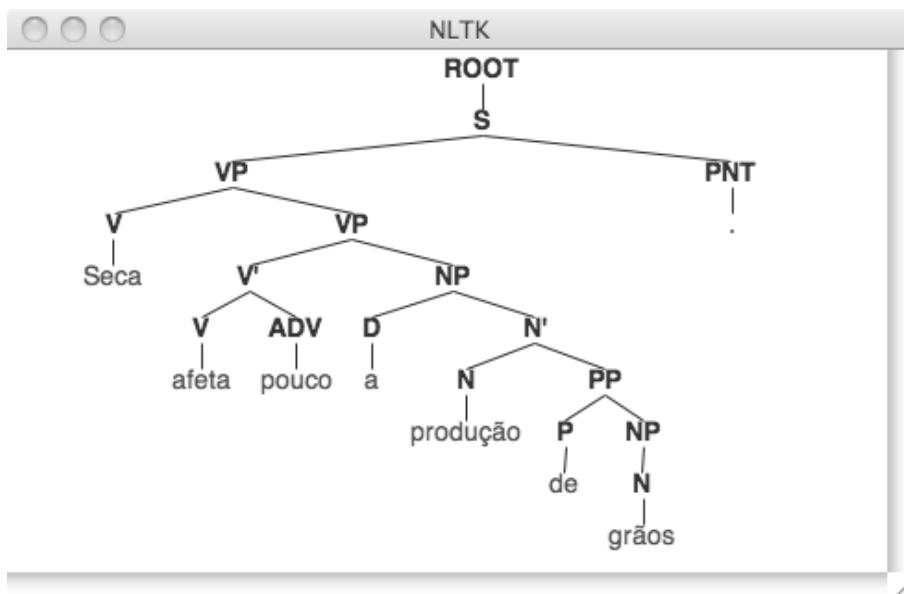 NLTK
ROOT
S
VP PNT
V VP .
Seca V' NP
V ADV D N'
afeta pouco a N PP
produção P NP
de N
grãos